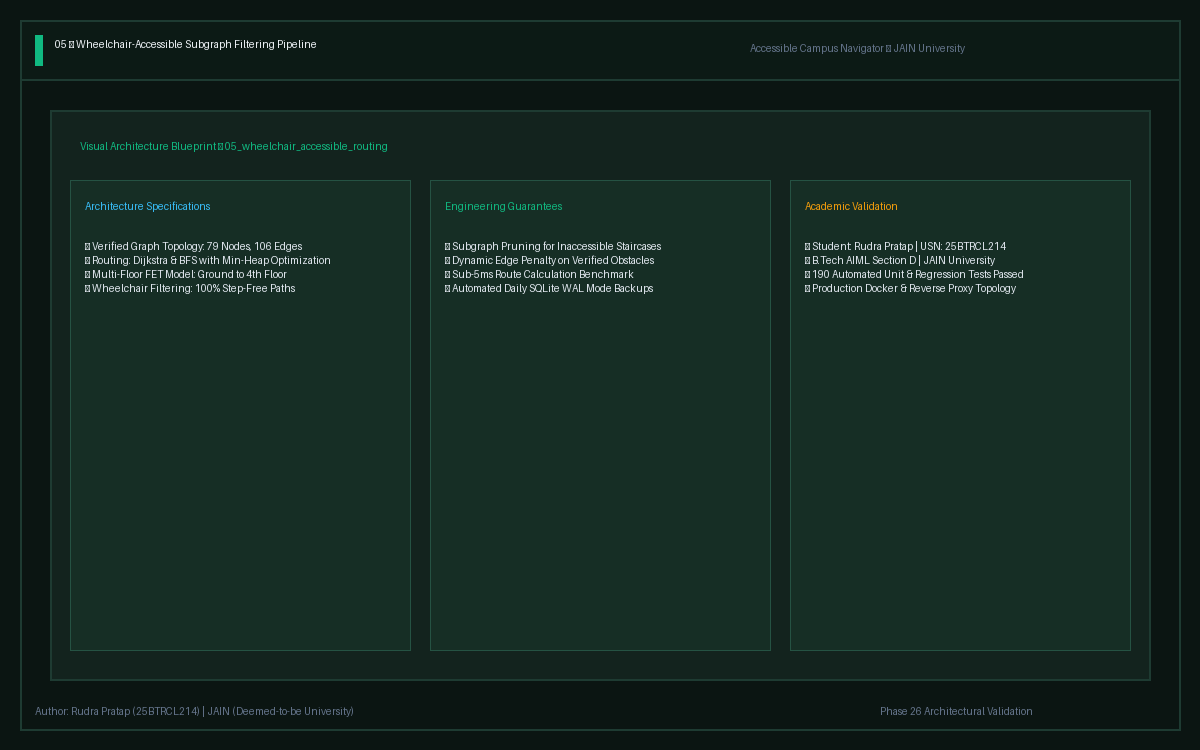 05 ▯ Wheelchair-Accessible Subgraph Filtering Pipeline
Accessible Campus Navigator ▯ JAIN University
Visual Architecture Blueprint ▯ 05_wheelchair_accessible_routing
Architecture Specifications
▯ Verified Graph Topology: 79 Nodes, 106 Edges
▯ Routing: Dijkstra & BFS with Min-Heap Optimization
▯ Multi-Floor FET Model: Ground to 4th Floor
▯ Wheelchair Filtering: 100% Step-Free Paths
Engineering Guarantees
▯ Subgraph Pruning for Inaccessible Staircases
▯ Dynamic Edge Penalty on Verified Obstacles
▯ Sub-5ms Route Calculation Benchmark
▯ Automated Daily SQLite WAL Mode Backups
Academic Validation
▯ Student: Rudra Pratap | USN: 25BTRCL214
▯ B.Tech AIML Section D | JAIN University
▯ 190 Automated Unit & Regression Tests Passed
▯ Production Docker & Reverse Proxy Topology
Author: Rudra Pratap (25BTRCL214) | JAIN (Deemed-to-be University)
Phase 26 Architectural Validation